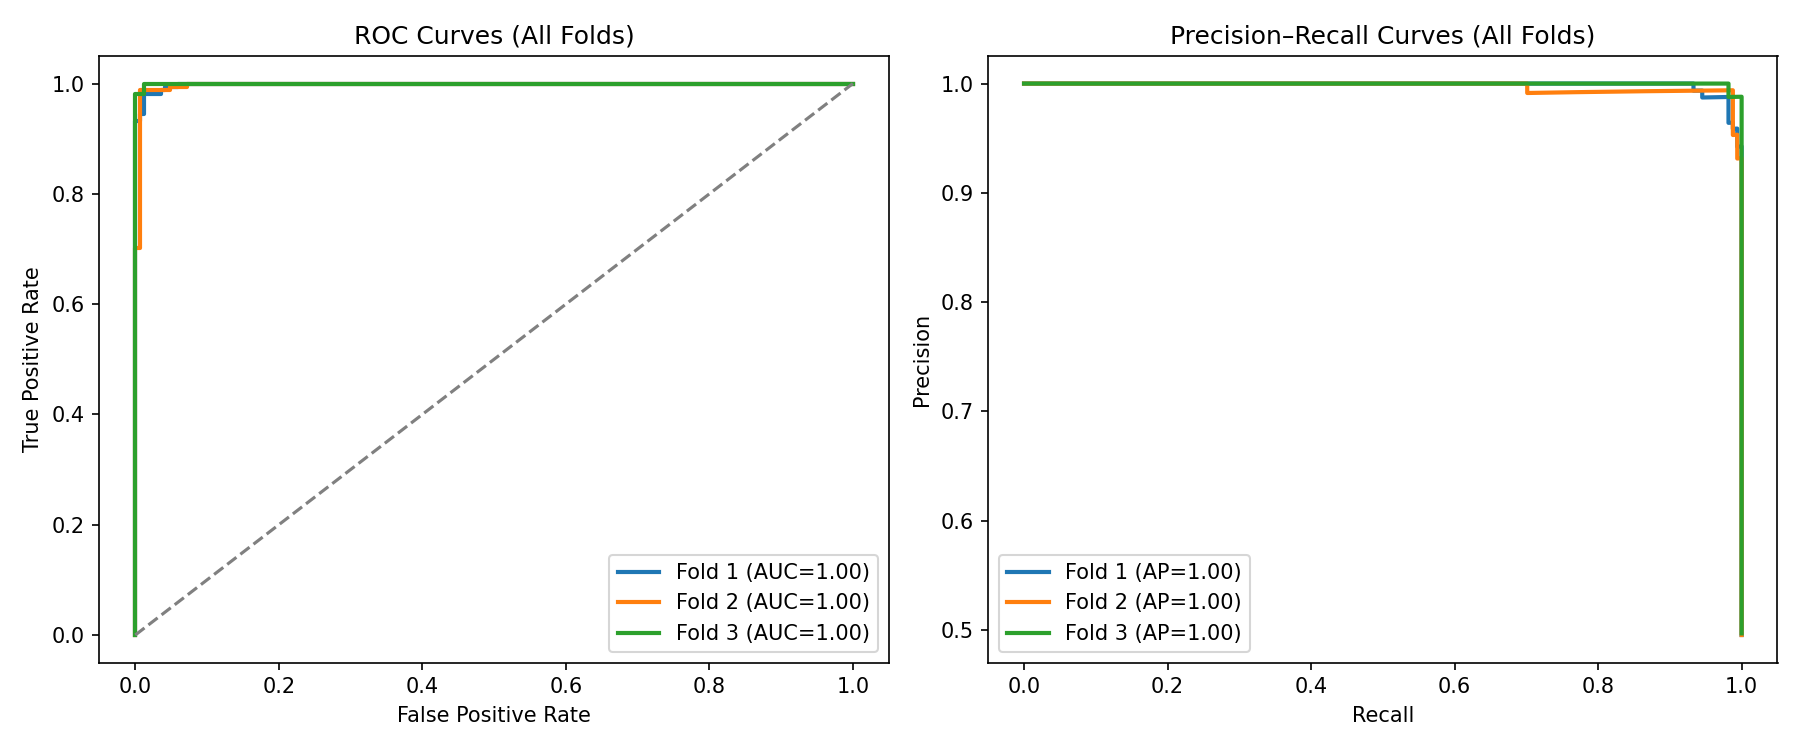 ROC Curves (All Folds)
True Positive Rate
1.0
0.8
0.6
0.4
0.2
0.0
Fold 1 (AUC=1.00)
Fold 2 (AUC=1.00)
Fold 3 (AUC=1.00)
0.0 0.2 0.4 0.6 0.8 1.0
False Positive Rate
Precision–Recall Curves (All Folds)
Precision
1.0
0.9
0.8
0.7
0.6
0.5
Fold 1 (AP=1.00)
Fold 2 (AP=1.00)
Fold 3 (AP=1.00)
0.0 0.2 0.4 0.6 0.8 1.0
Recall